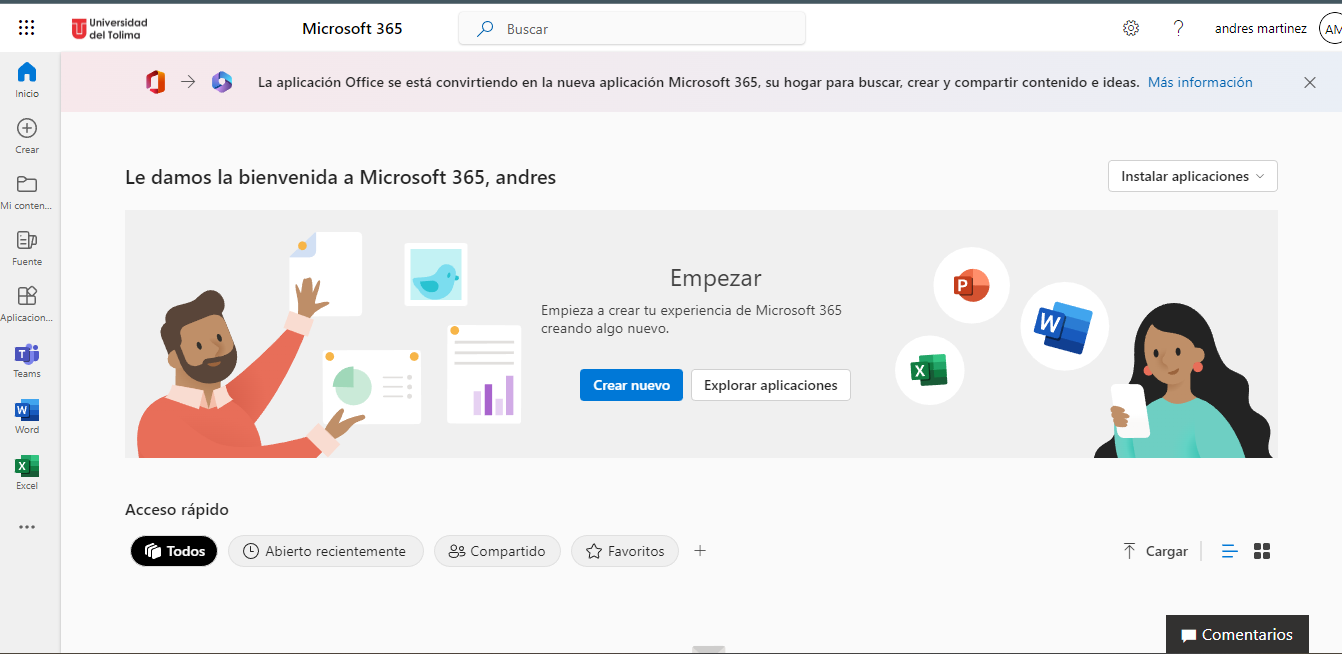 Universidad
del Tolima
Microsoft 365
Buscar
?
andres martinez
AM
Inicio
Crear
Mi conten...
Fuente
Aplicacion...
Teams
Word
Excel
La aplicación Office se está convirtiendo en la nueva aplicación Microsoft 365, su hogar para buscar, crear y compartir contenido e ideas. Más información
Le damos la bienvenida a Microsoft 365, andres
Instalar aplicaciones
Empezar
Empieza a crear tu experiencia de Microsoft 365
creando algo nuevo.
Crear nuevo
Explorar aplicaciones
P
W
X
Acceso rápido
Todos
Abierto recientemente
Compartido
Favoritos
Cargar
Comentarios